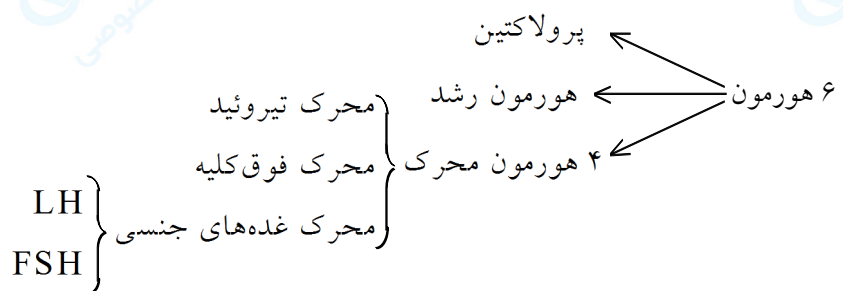 ۶ هورمون
پرولاکتین
هورمون رشد
۴ هورمون محرک
محرک تیروئید
محرک فوق‌کلیه
محرک غده‌های جنسی
LH
FSH